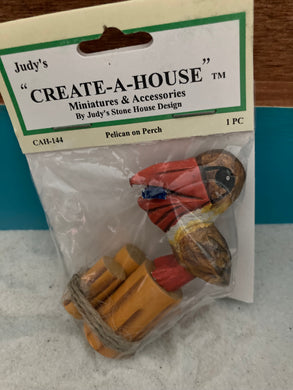 Judy's
"CREATE-A-HOUSE"™
Miniatures & Accessories
By Judy's Stone House Design
CAH-144 Pelican on Perch 1 PC